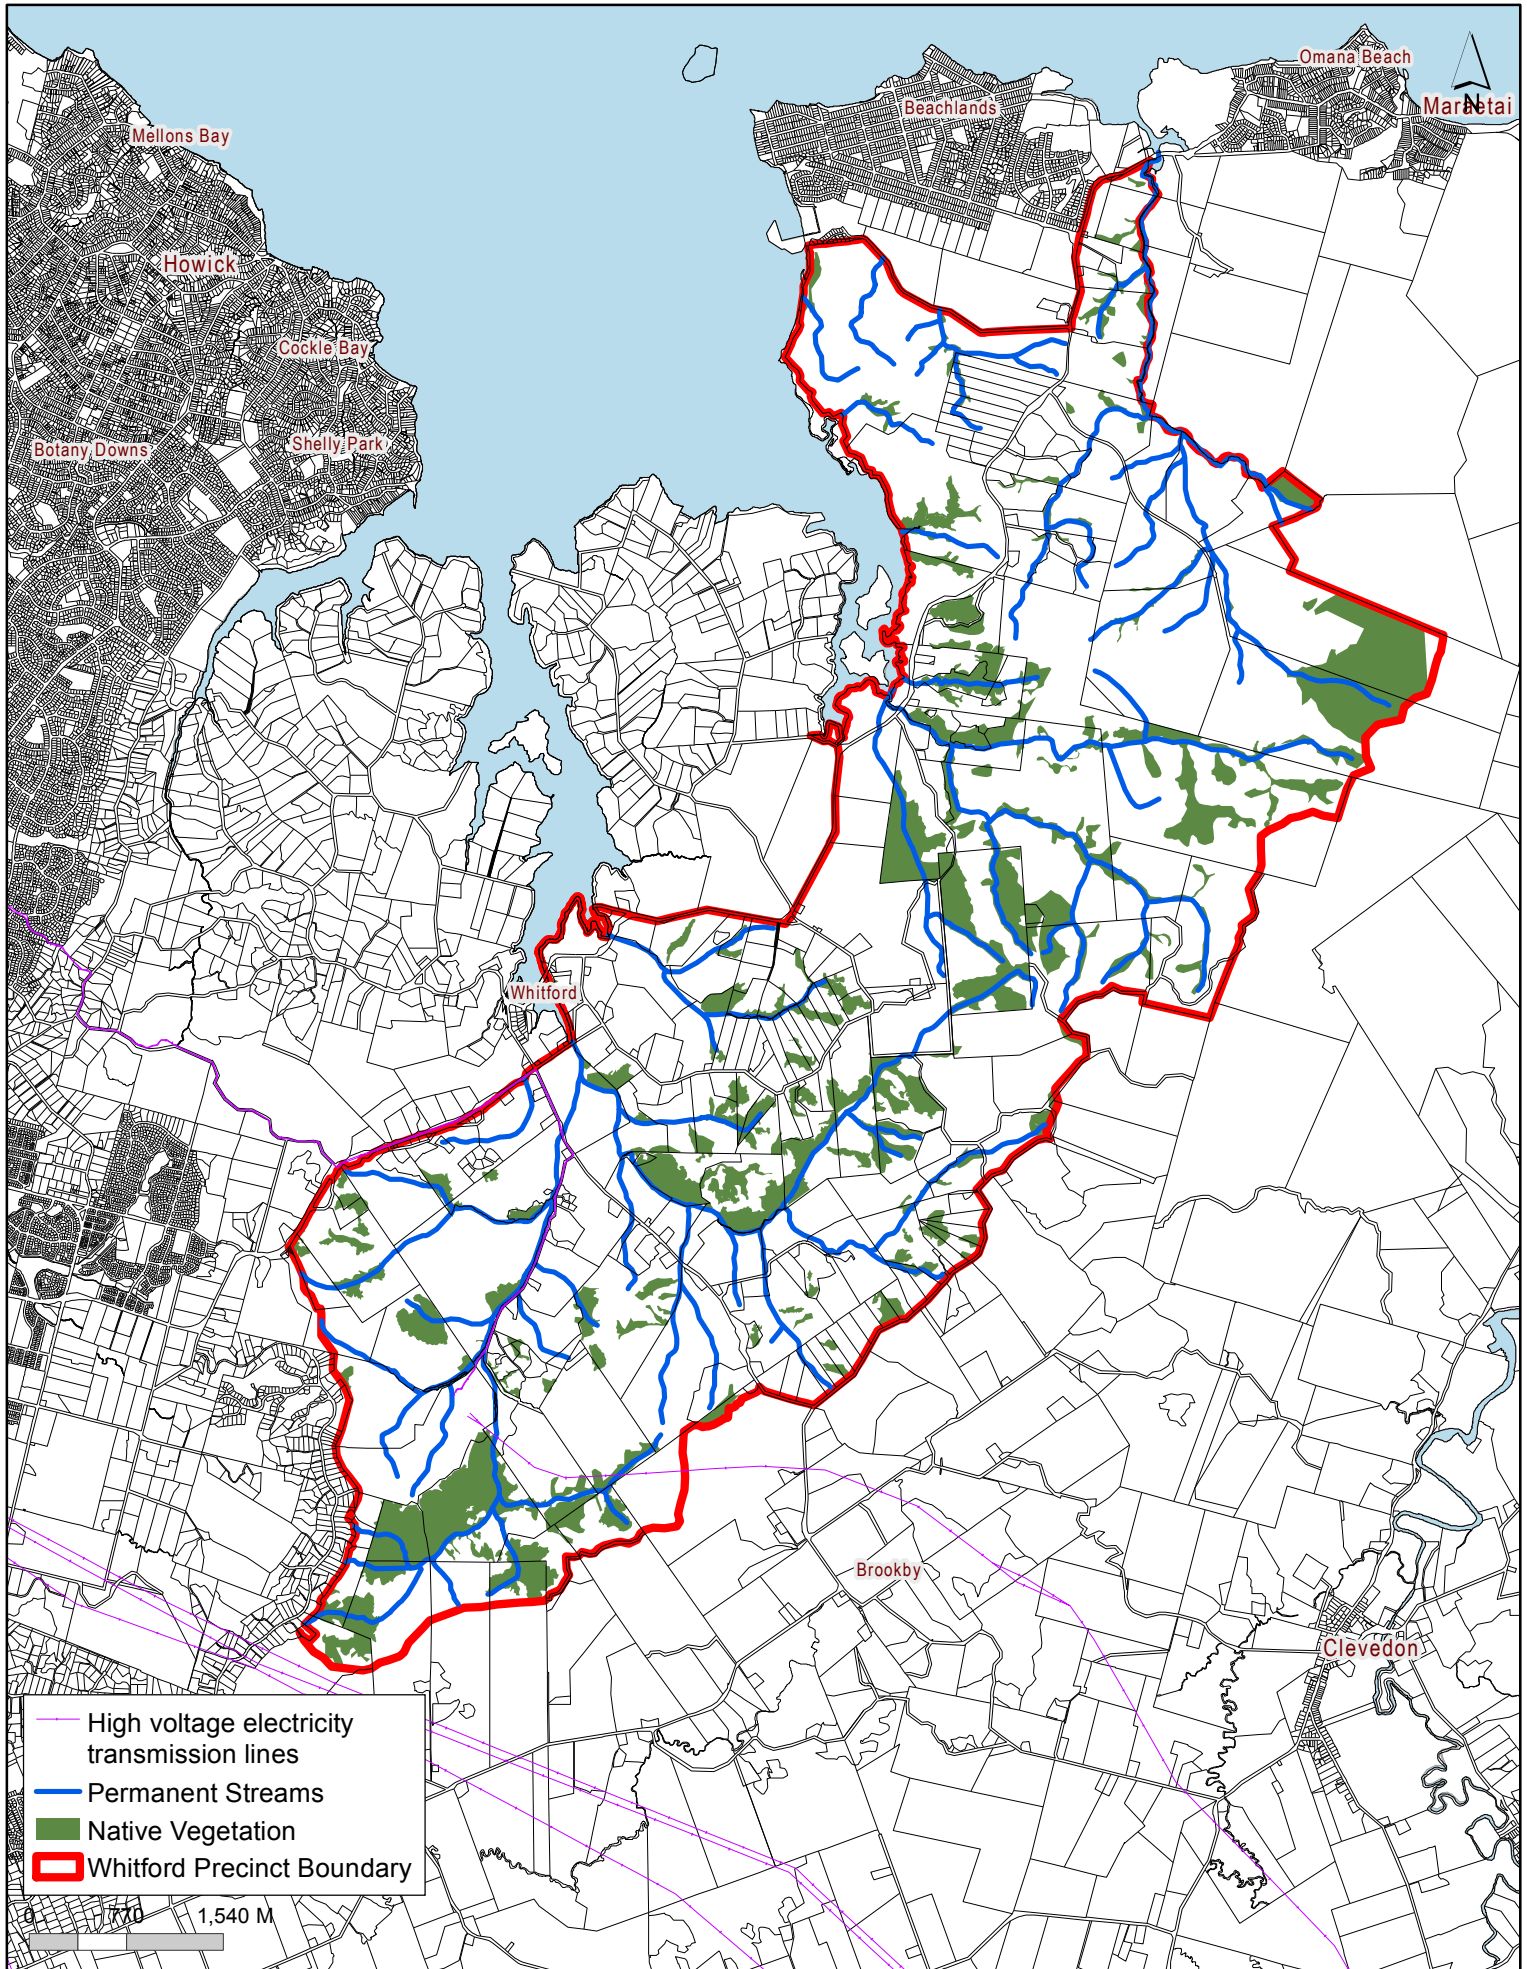 Omana Beach
Maraetai
N
Beachlands
Mellons Bay
Howick
Cockle Bay
Shelly Park
Botany Downs
Whitford
Brookby
Clevedon
High voltage electricity
transmission lines
Permanent Streams
Native Vegetation
Whitford Precinct Boundary
0 770 1,540 M